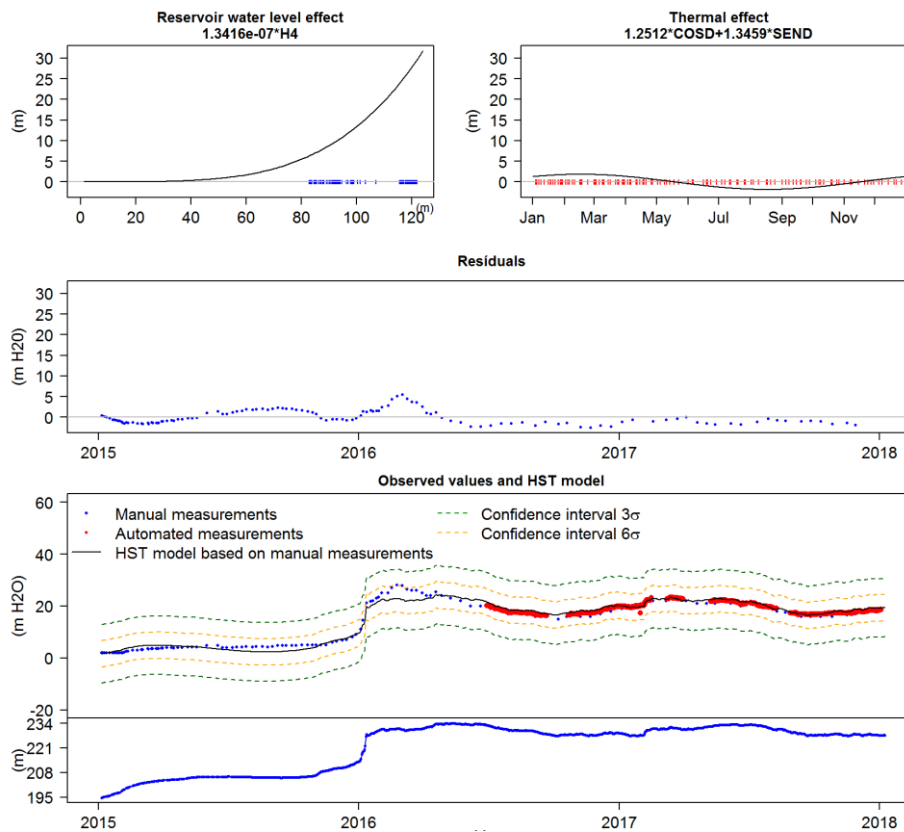 Reservoir water level effect
1.3416e-07*H4
(m)
30
25
20
15
10
5
0
0 20 40 60 80 100 120
(m)
Thermal effect
1.2512*COSD+1.3459*SEND
(m)
30
25
20
15
10
5
0
Jan Mar May Jul Sep Nov
Residuals
(m H20)
30
25
20
15
10
5
0
2015 2016 2017 2018
Observed values and HST model
Manual measurements
Automated measurements
HST model based on manual measurements
Confidence interval 3σ
Confidence interval 6σ
(m H2O)
60
40
20
0
-20
(m)
234
221
208
195
2015 2016 2017 2018